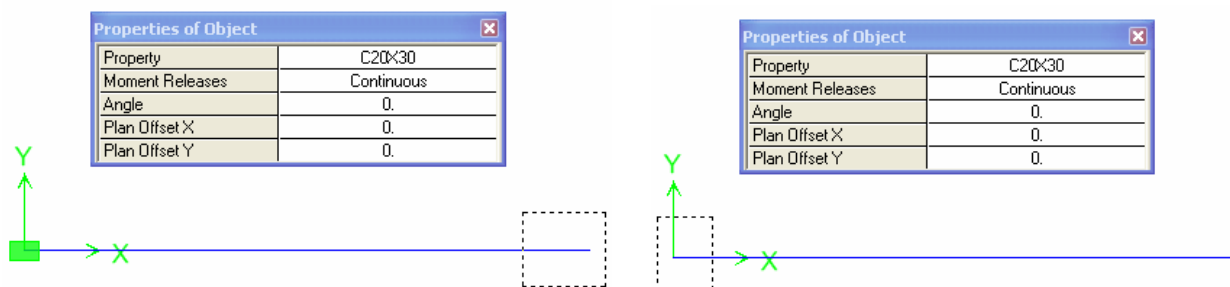 Properties of Object
Property C20X30
Moment Releases Continuous
Angle 0.
Plan Offset X 0.
Plan Offset Y 0.
Y
X
Properties of Object
Property C20X30
Moment Releases Continuous
Angle 0.
Plan Offset X 0.
Plan Offset Y 0.
Y
X